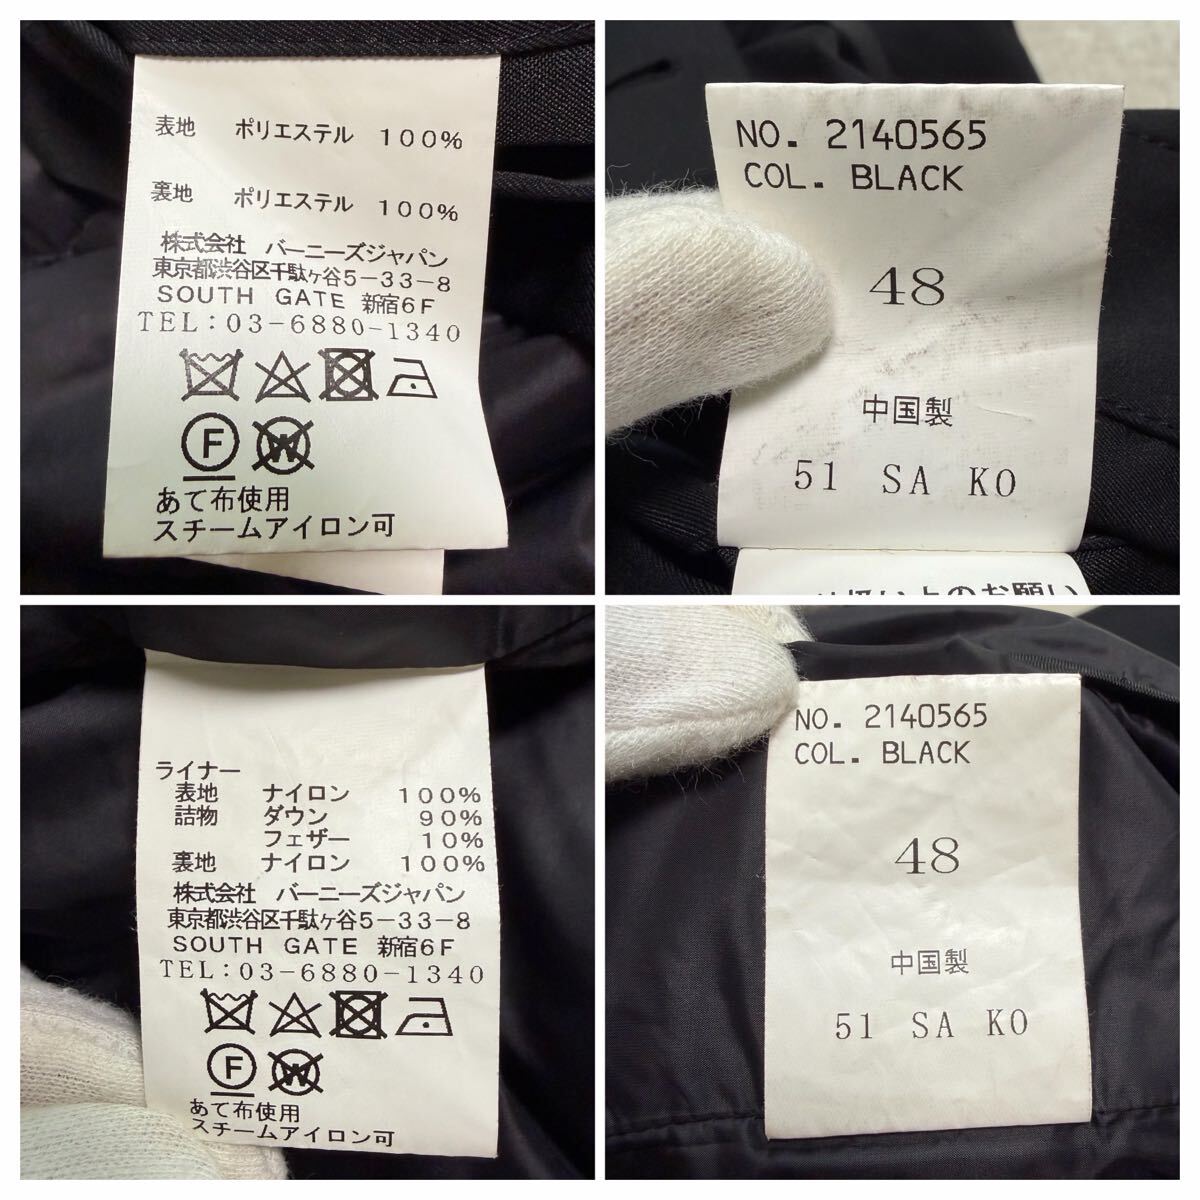 表地 ポリエステル 100%
裏地 ポリエステル 100%
株式会社 バーニーズジャパン
東京都渋谷区千駄ヶ谷5-33-8
SOUTH GATE 新宿6F
TEL:03-6880-1340
F W
あて布使用
スチームアイロン可
NO. 2140565
COL. BLACK
48
中国製
51 SA KO
ライナー
表地 ナイロン 100%
詰物 ダウン 90%
フェザー 10%
裏地 ナイロン 100%
株式会社 バーニーズジャパン
東京都渋谷区千駄ヶ谷5-33-8
SOUTH GATE 新宿6F
TEL:03-6880-1340
F W
あて布使用
スチームアイロン可
NO. 2140565
COL. BLACK
48
中国製
51 SA KO